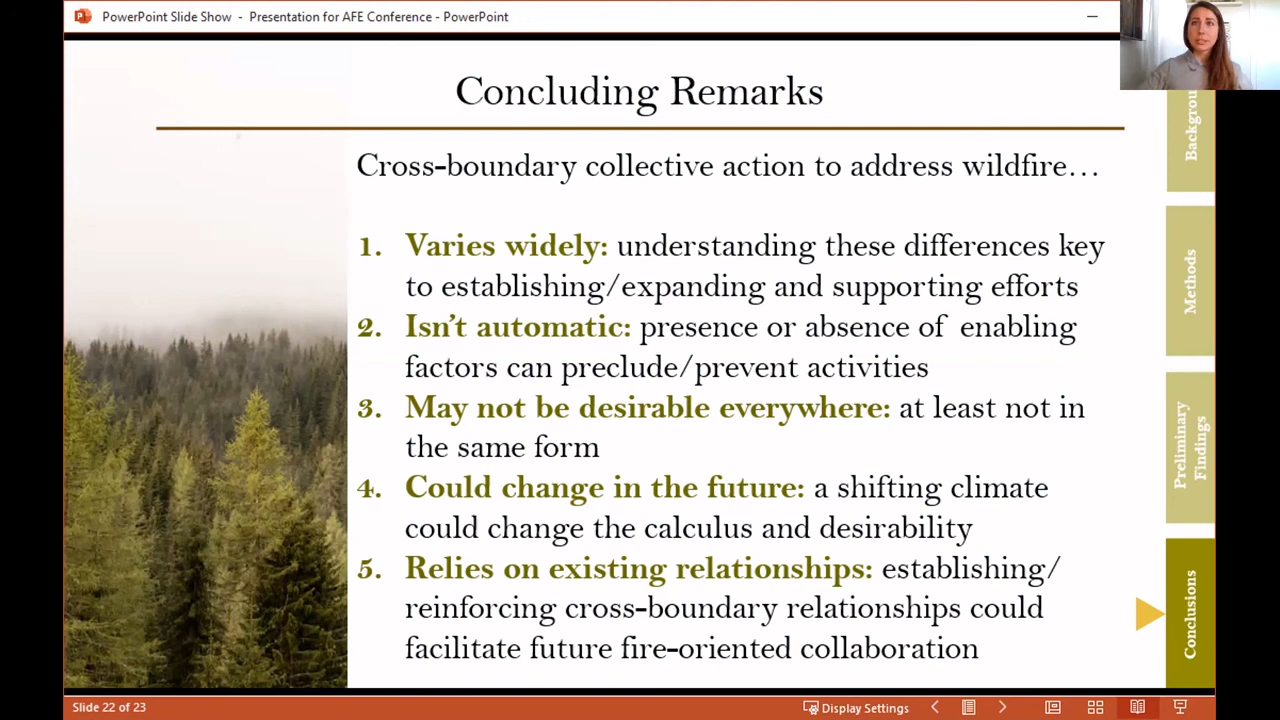 PowerPoint Slide Show - Presentation for AFE Conference - PowerPoint
Concluding Remarks
Cross-boundary collective action to address wildfire…
1. Varies widely: understanding these differences key
to establishing/expanding and supporting efforts
2. Isn't automatic: presence or absence of enabling
factors can preclude/prevent activities
3. May not be desirable everywhere: at least not in
the same form
4. Could change in the future: a shifting climate
could change the calculus and desirability
5. Relies on existing relationships: establishing/
reinforcing cross-boundary relationships could
facilitate future fire-oriented collaboration
Methods
Preliminary
Findings
Conclusions
Slide 22 of 23
Display Settings